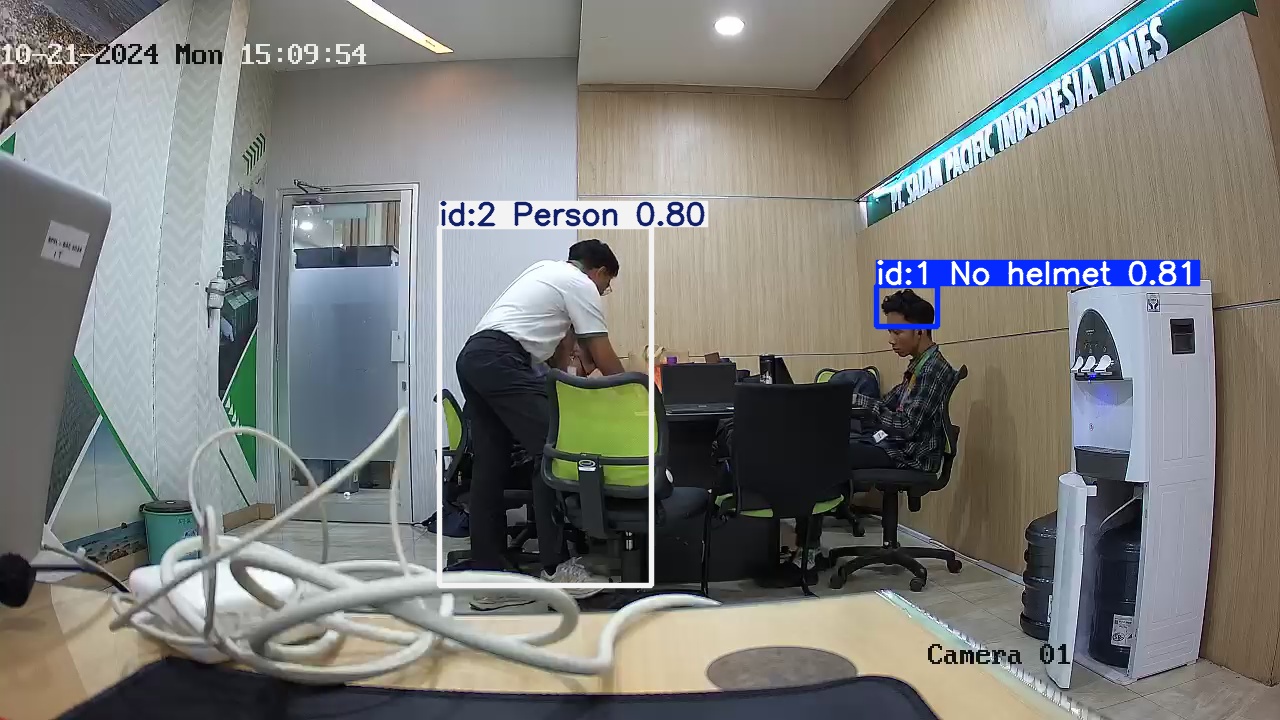 10-21-2024 Mon 15:09:54
id:2 Person 0.80
PT. SALAM PACIFIC INDONESIA LINES
id:1 No helmet 0.81
Camera 01